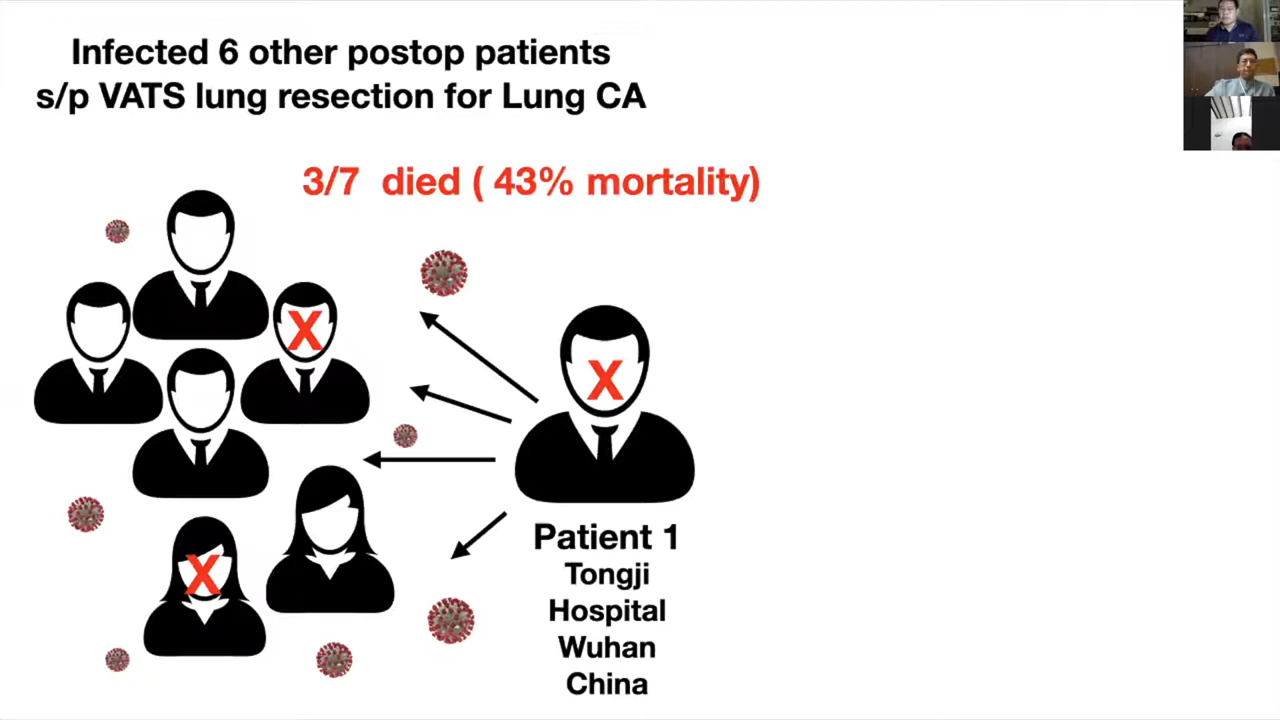 Infected 6 other postop patients
s/p VATS lung resection for Lung CA
3/7 died ( 43% mortality)
X
X
X
Patient 1
Tongji
Hospital
Wuhan
China